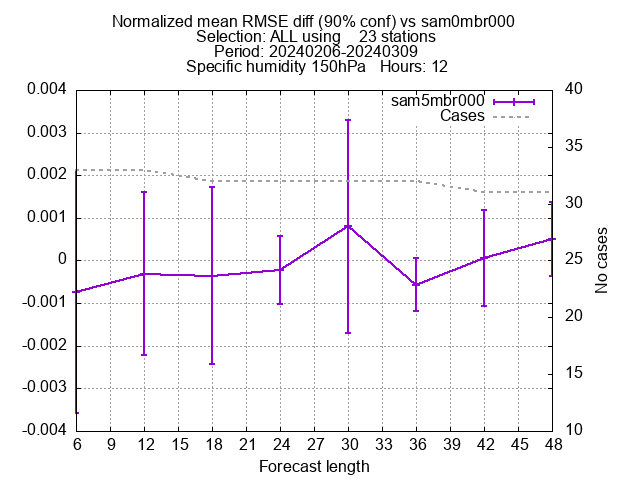 Normalized mean RMSE diff (90% conf) vs sam0mbr000
Selection: ALL using    23 stations
Period: 20240206-20240309
Specific humidity 150hPa   Hours: 12
sam5mbr000
Cases
0.004
0.003
0.002
0.001
0
-0.001
-0.002
-0.003
-0.004
40
35
30
25
20
15
10
No cases
6 9 12 15 18 21 24 27 30 33 36 39 42 45 48
Forecast length